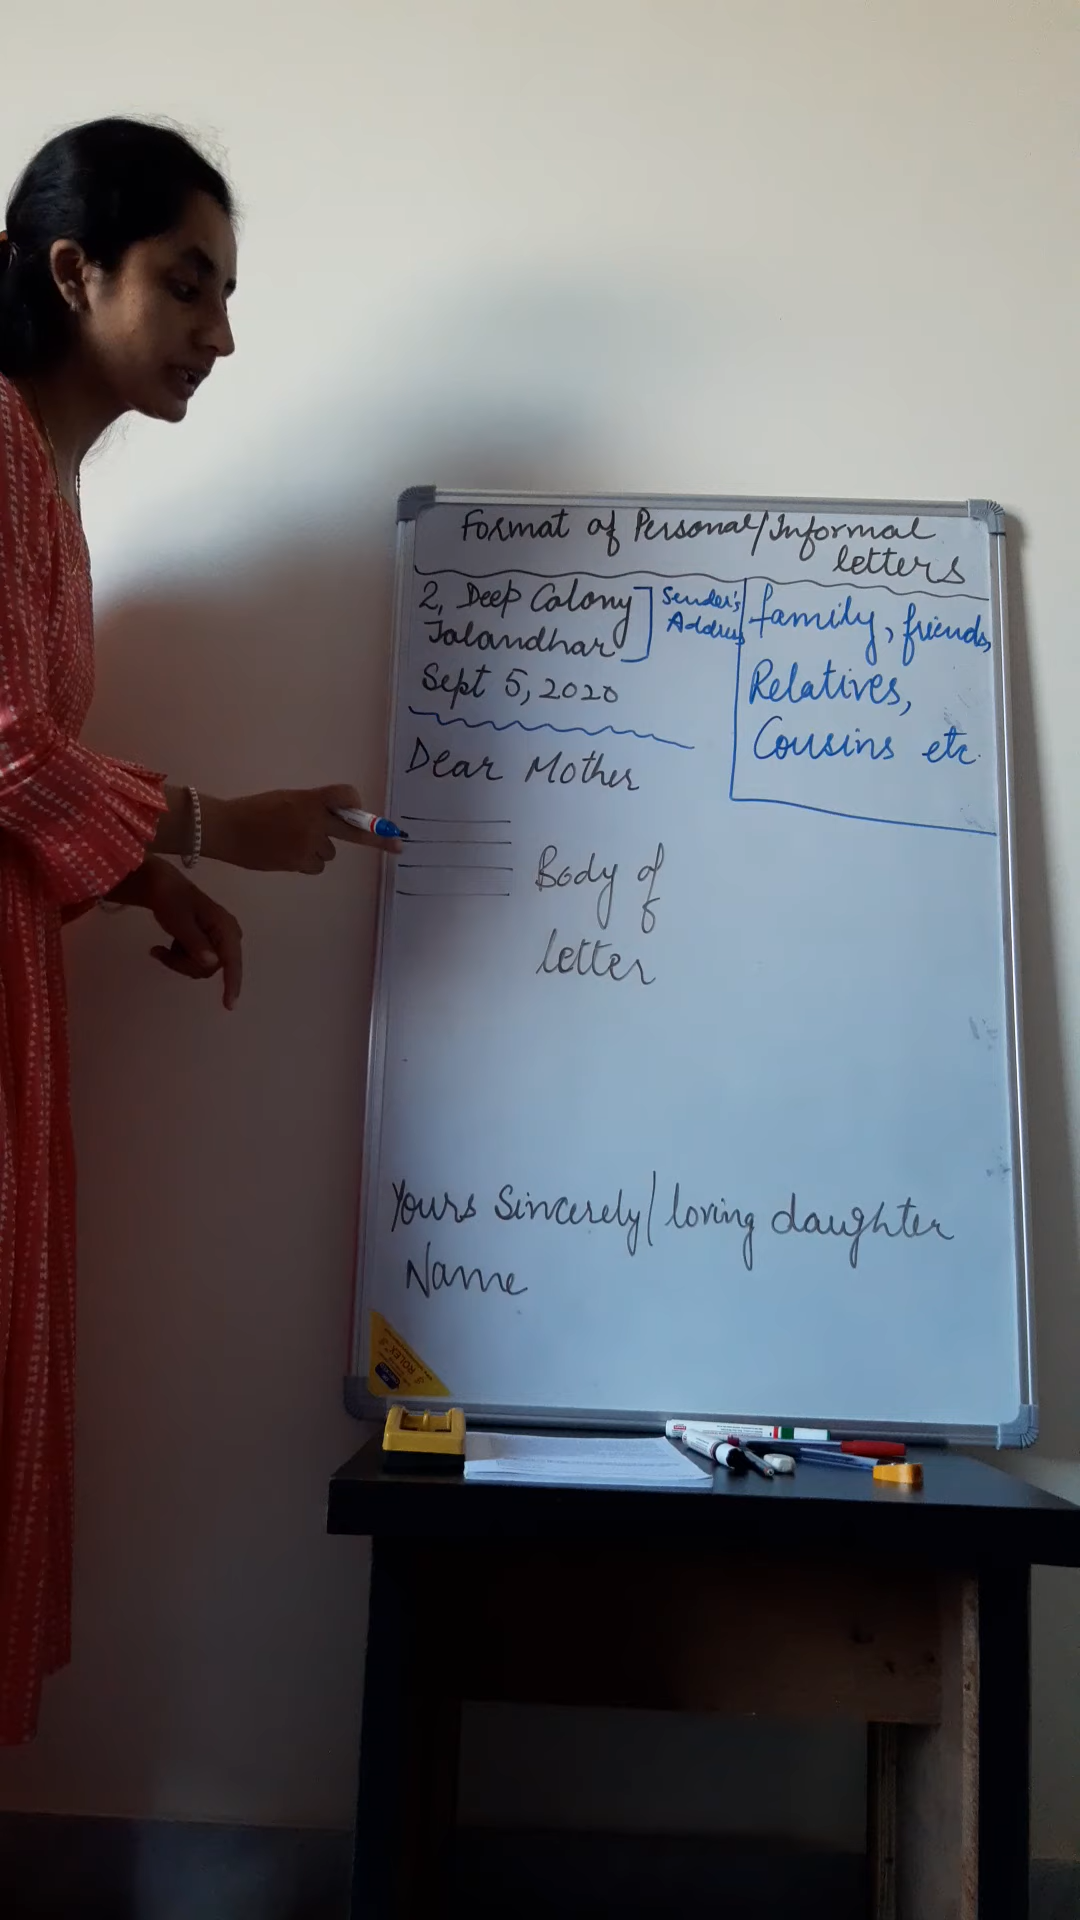 Format of Personal/Informal
letters
2, Deep Colony
Jalandhar
Sept 5, 2020
Sender's
Address
family, friends,
Relatives,
Cousins etc.
Dear Mother
Body of
letter
Yours Sincerely/loving daughter
Name
ROLEX